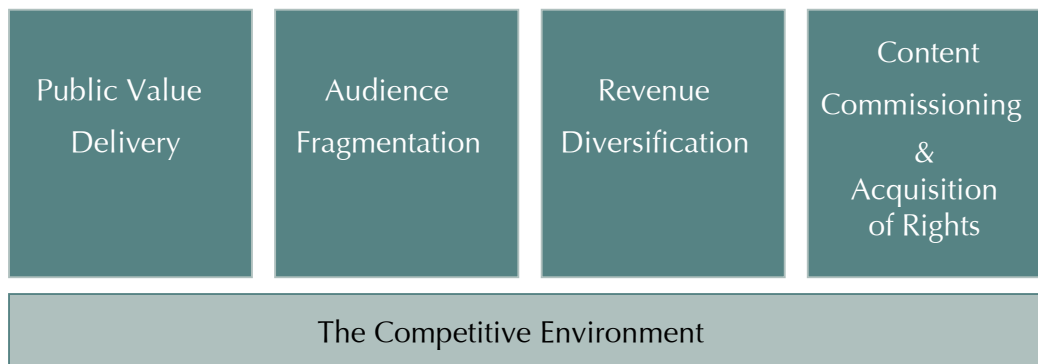 Public Value
Delivery
Audience
Fragmentation
Revenue
Diversification
Content
Commissioning
&
Acquisition
of Rights
The Competitive Environment